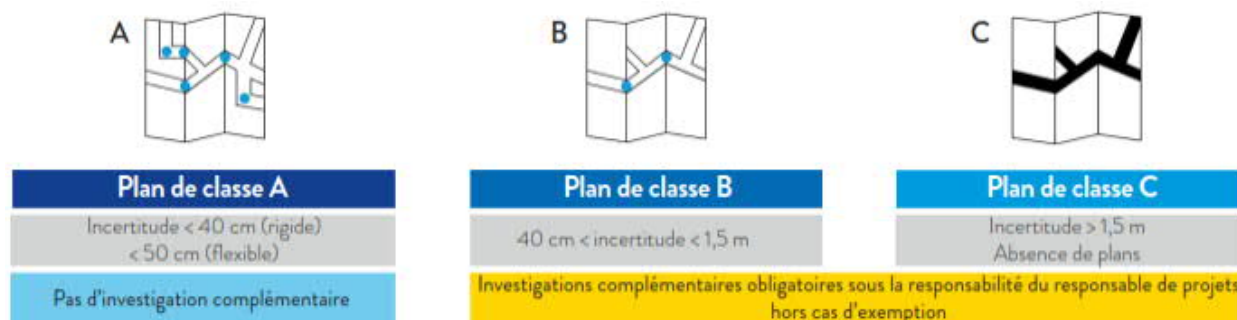 A
B
C
Plan de classe A
Incertitude < 40 cm (rigide)
< 50 cm (flexible)
Pas d'investigation complémentaire
Plan de classe B
40 cm < incertitude < 1,5 m
Plan de classe C
Incertitude > 1,5 m
Absence de plans
Investigations complémentaires obligatoires sous la responsabilité du responsable de projets
hors cas d'exemption